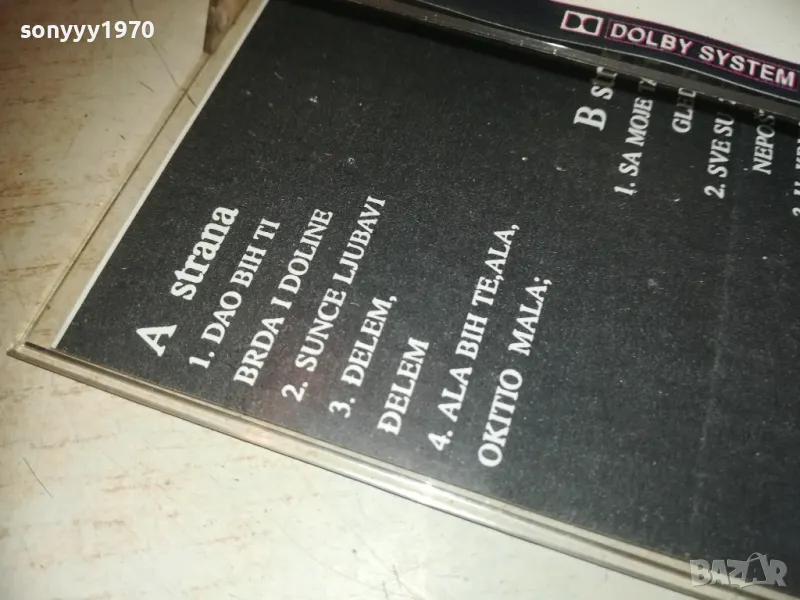 sonyyy1970
DOLBY SYSTEM
A strana
1. DAO BIH TI
BRDA I DOLINE
2. SUNCE LJUBAVI
3. ĐELEM,
ĐELEM
4. ALA BIH TE,ALA,
OKITIO MALA;
B
1. SA MOJE
2. SVE SU
BAZAR